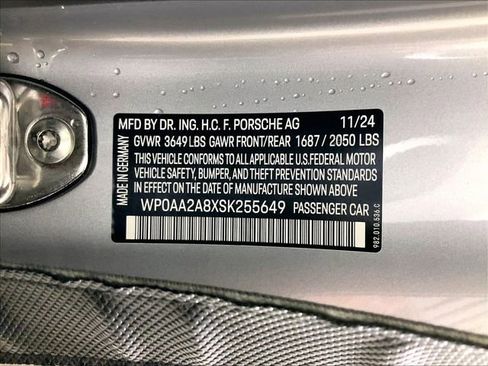 MADE IN GERMANY
MFD BY DR. ING. H.C. F. PORSCHE AG 11/24
GVWR 3649 LBS GAWR FRONT/REAR 1687 / 2050 LBS
THIS VEHICLE CONFORMS TO ALL APPLICABLE U.S. FEDERAL MOTOR
VEHICLE SAFETY, BUMPER, AND THEFT PREVENTION STANDARDS
IN EFFECT ON THE DATE OF MANUFACTURE SHOWN ABOVE
WP0AA2A8XSK255649 PASSENGER CAR
982.010.536.C